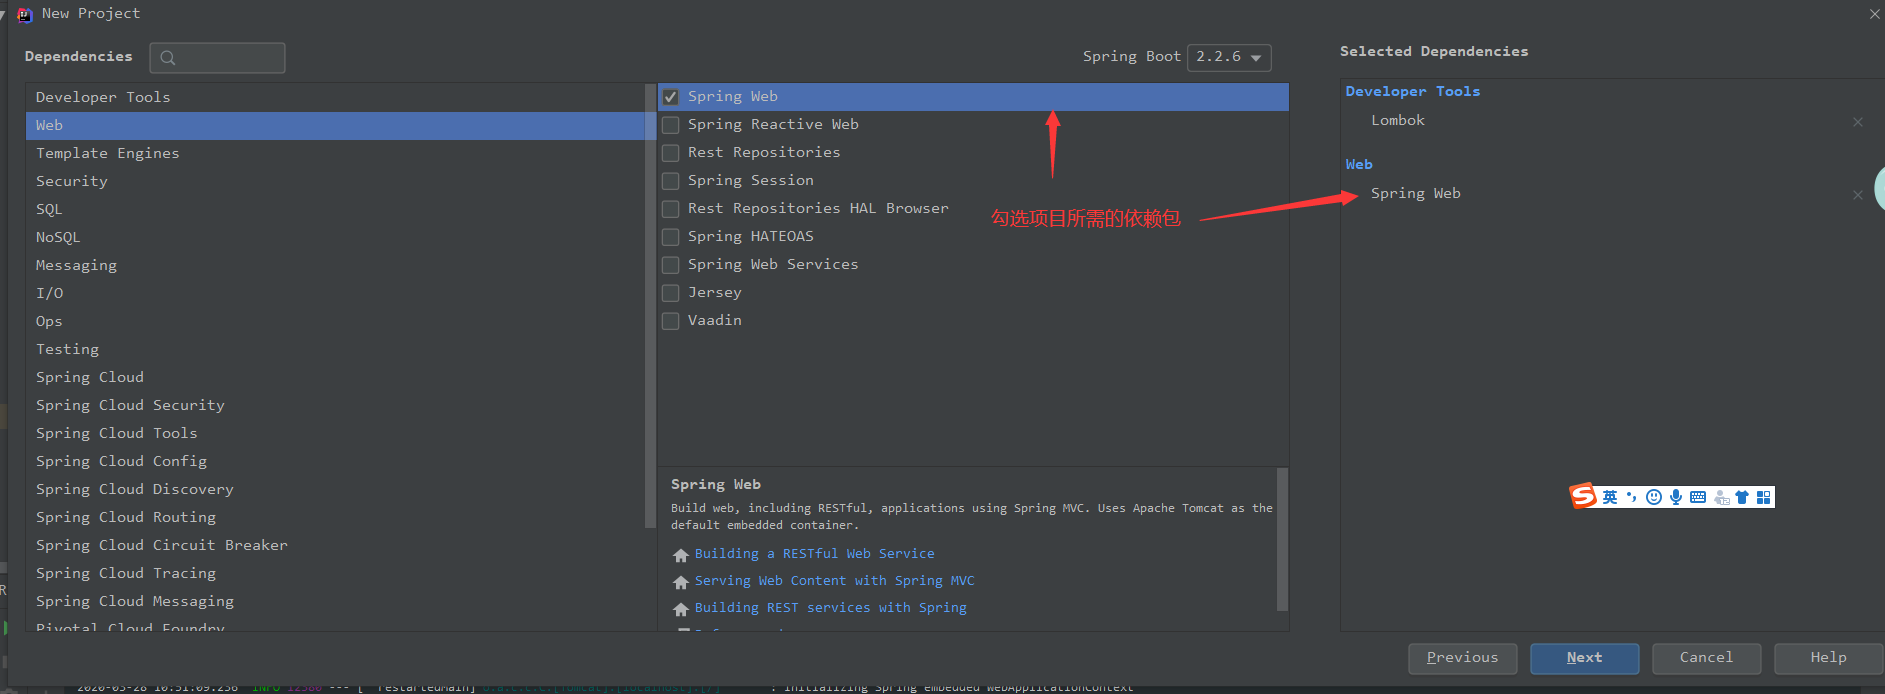 New Project
Dependencies
Spring Boot 2.2.6
Selected Dependencies
Developer Tools
Web
Template Engines
Security
SQL
NoSQL
Messaging
I/O
Ops
Testing
Spring Cloud
Spring Cloud Security
Spring Cloud Tools
Spring Cloud Config
Spring Cloud Discovery
Spring Cloud Routing
Spring Cloud Circuit Breaker
Spring Cloud Tracing
Spring Cloud Messaging
Pivotal Cloud Foundry
Spring Web
Spring Reactive Web
Rest Repositories
Spring Session
Rest Repositories HAL Browser
Spring HATEOAS
Spring Web Services
Jersey
Vaadin
勾选项目所需的依赖包
Spring Web
Build web, including RESTful, applications using Spring MVC. Uses Apache Tomcat as the
default embedded container.
Building a RESTful Web Service
Serving Web Content with Spring MVC
Building REST services with Spring
Developer Tools
Lombok
Web
Spring Web
英
Previous
Next
Cancel
Help
: Initializing Spring embedded WebApplicationContext